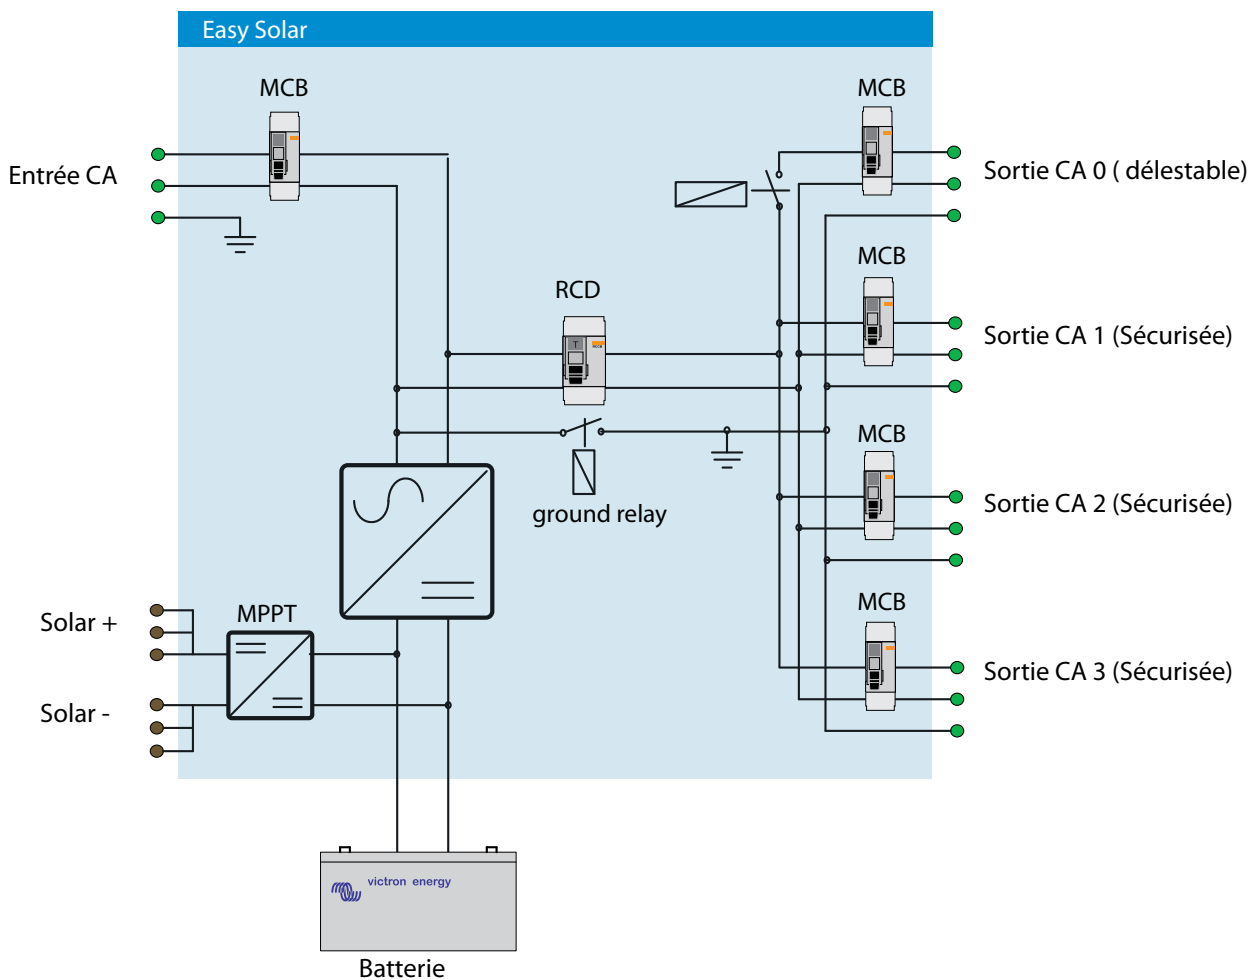 Easy Solar
MCB
MCB
Entrée CA
Sortie CA 0 ( délestable)
MCB
RCD
T
Sortie CA 1 (Sécurisée)
MCB
ground relay
Sortie CA 2 (Sécurisée)
MPPT
MCB
Solar +
Sortie CA 3 (Sécurisée)
Solar -
victron energy
Batterie